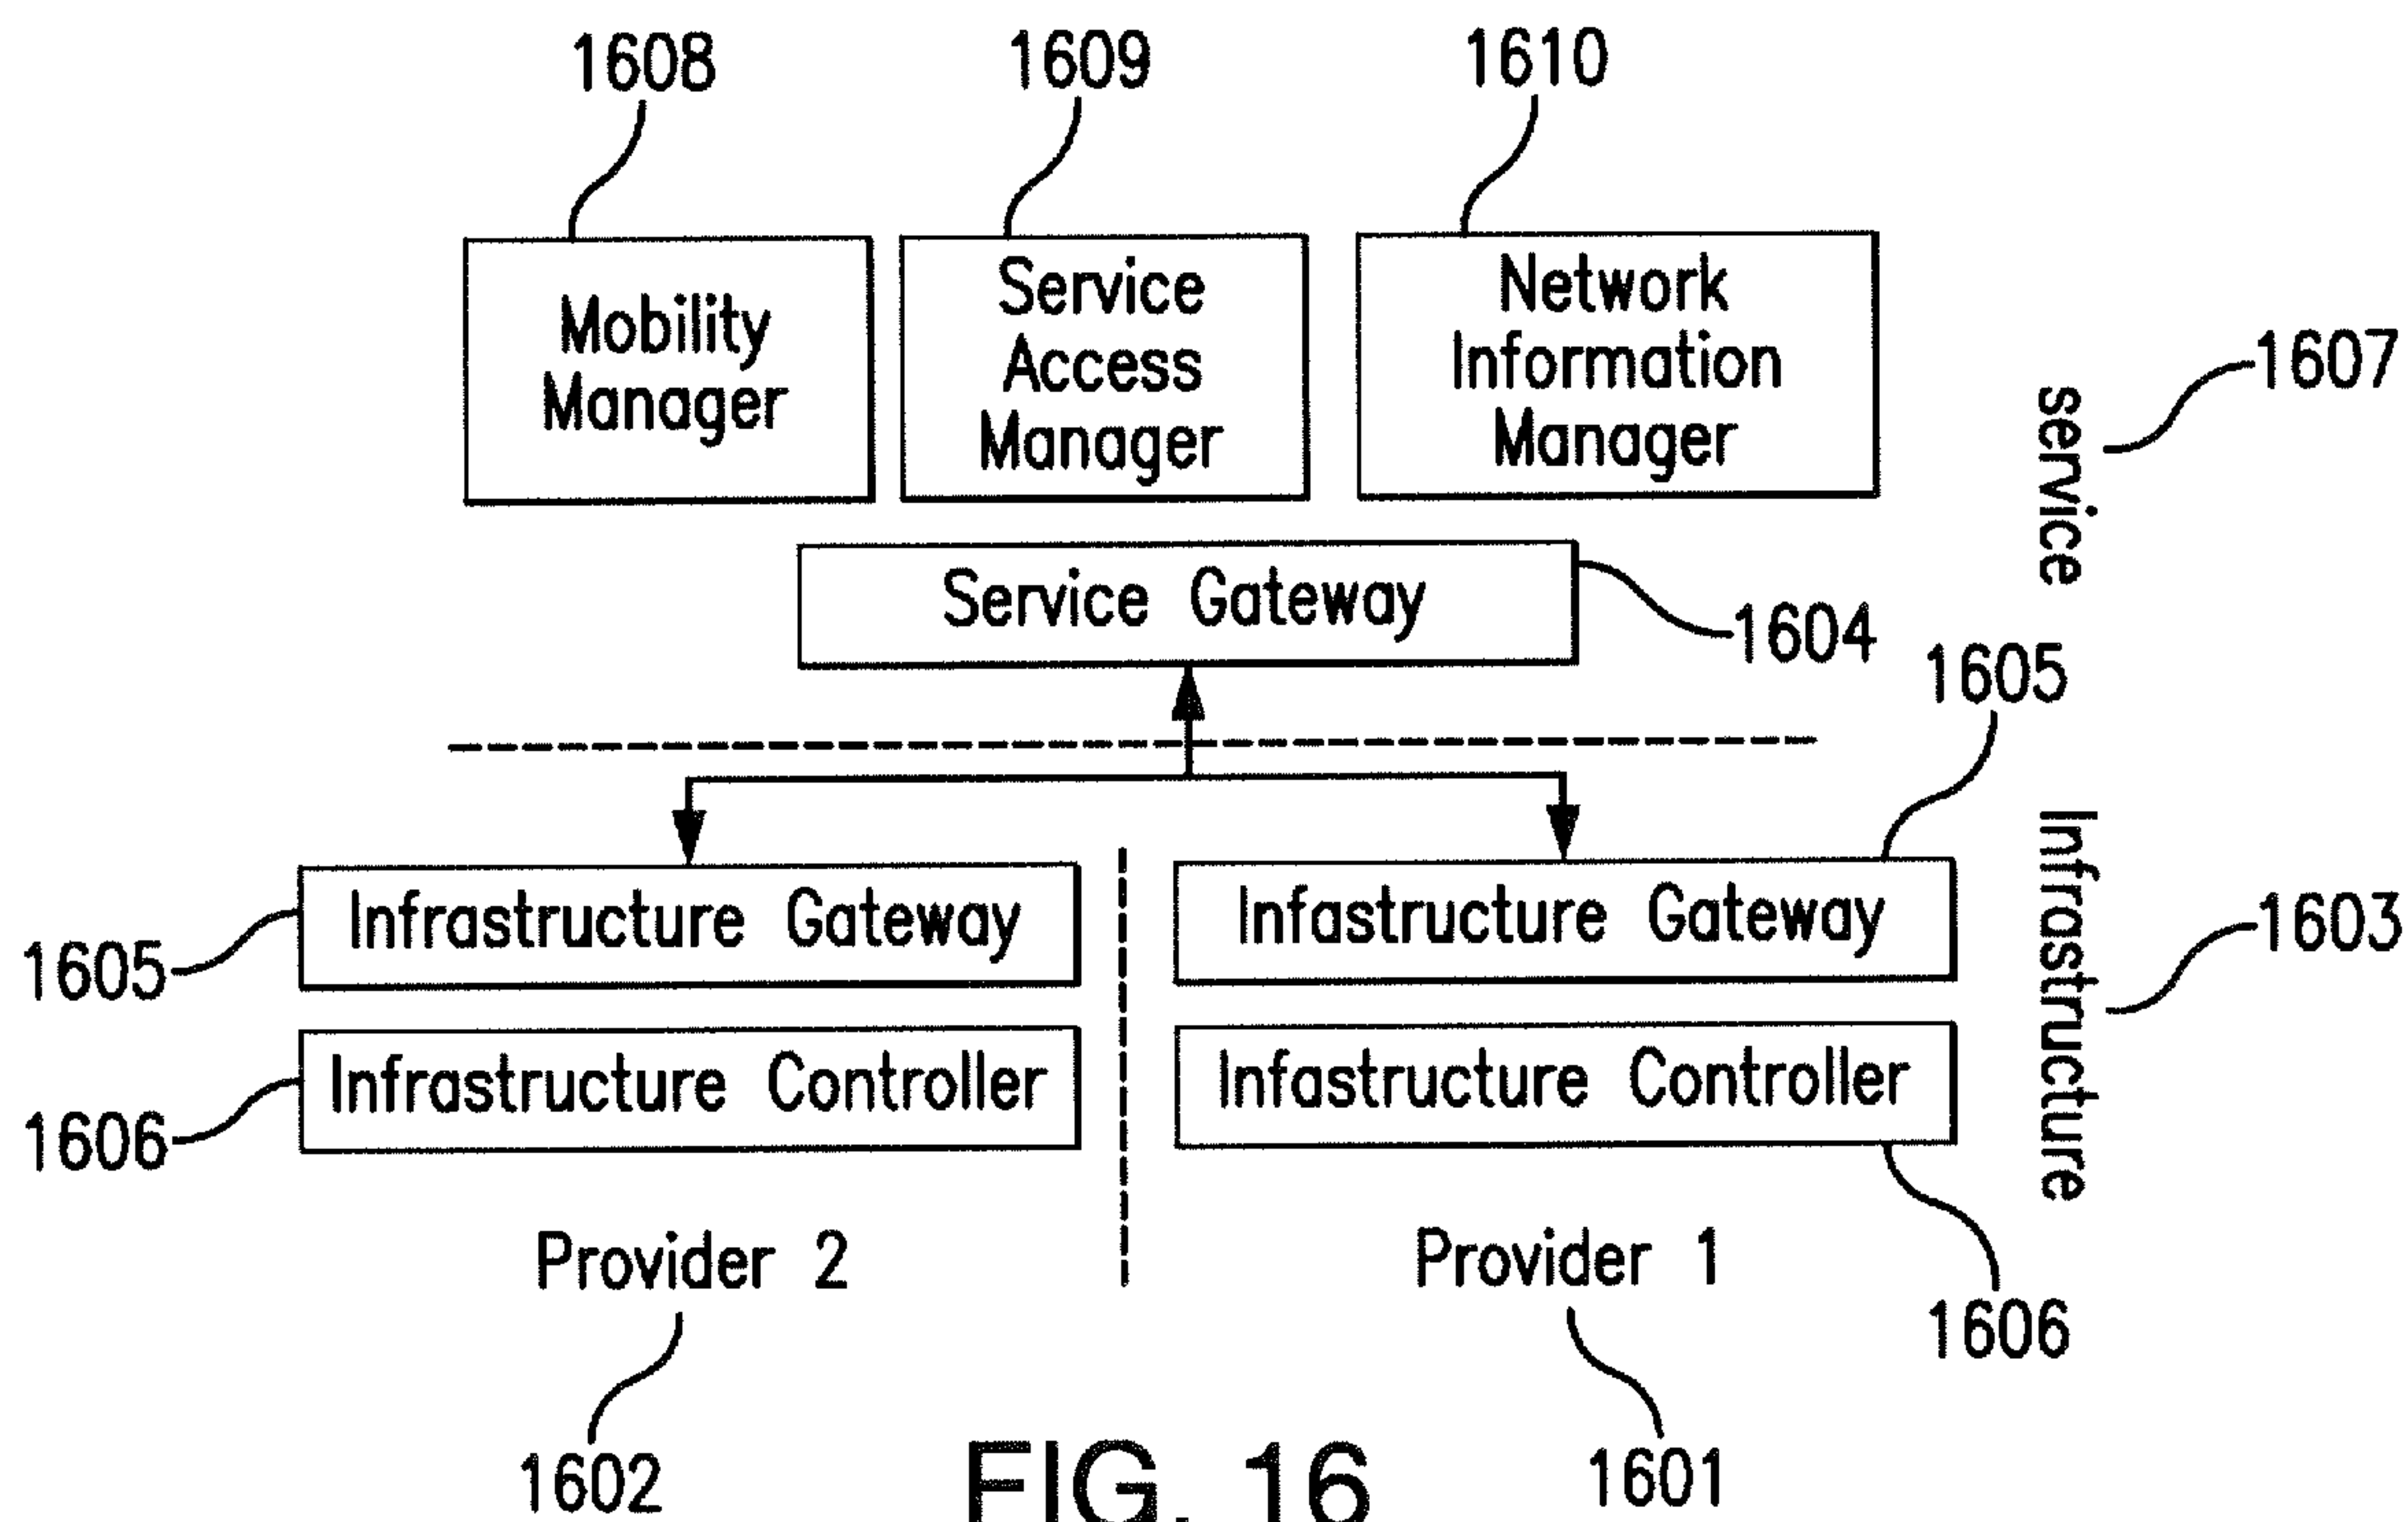 1608
1609
1610
Mobility
Manager
Service
Access
Manager
Network
Information
Manager
service
1607
Service Gateway
1604
1605
Infrastructure Gateway
Infastructure Gateway
1605
Infrastructure
1603
Infrastructure Controller
Infastructure Controller
1606
Provider 2
Provider 1
1606
1602
FIG. 16
1601